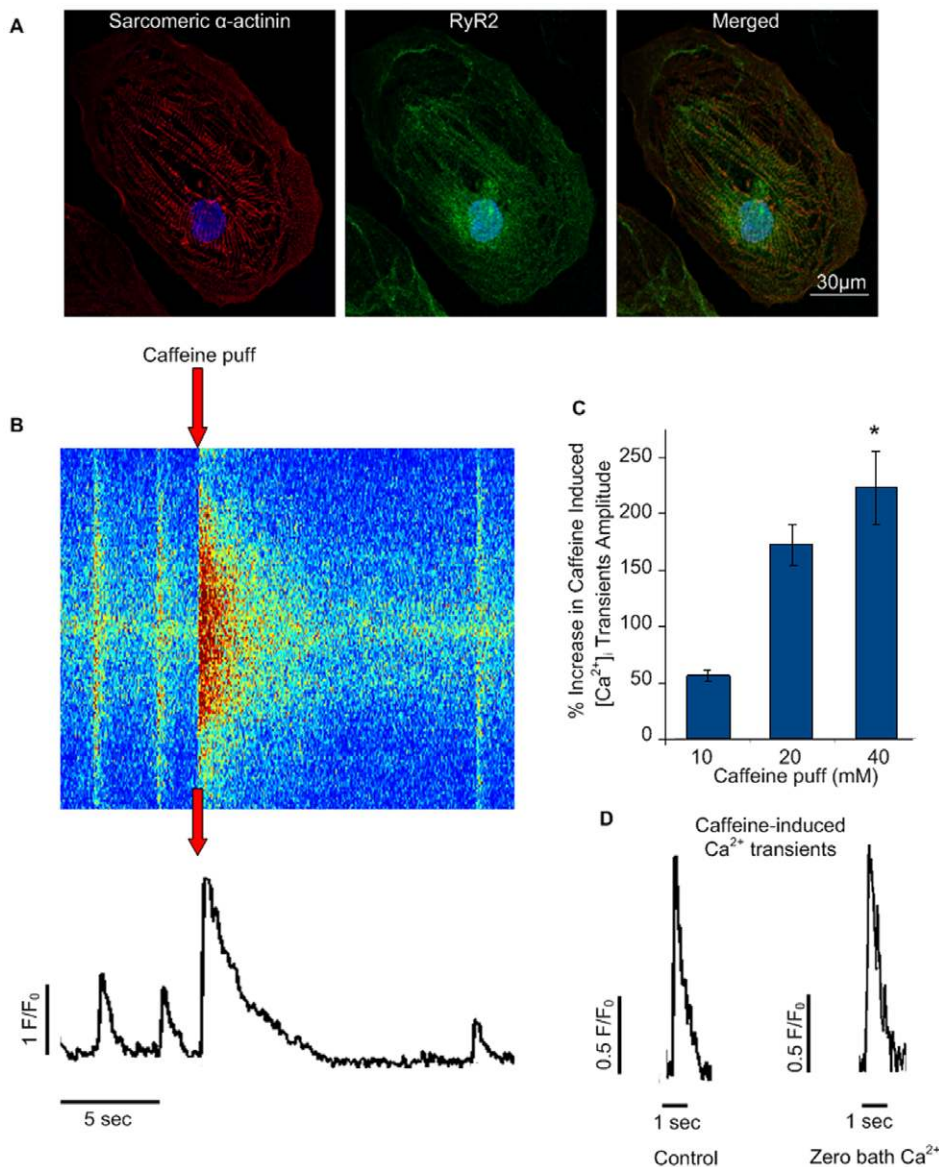 A
Sarcomeric α-actinin
RyR2
Merged
30μm
Caffeine puff
B
1 F/F₀
5 sec
C
% Increase in Caffeine Induced
[Ca²⁺]ᵢ Transients Amplitude
250
200
150
100
50
0
10
20
40
*
Caffeine puff (mM)
D
Caffeine-induced
Ca²⁺ transients
0.5 F/F₀
0.5 F/F₀
1 sec
1 sec
Control
Zero bath Ca²⁺